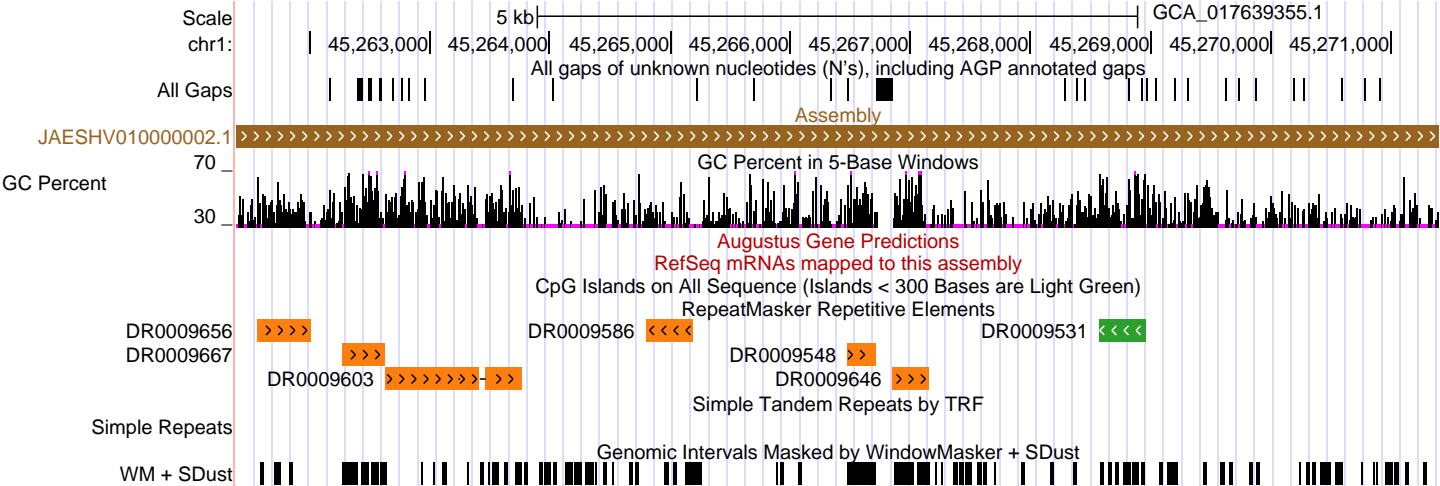 Scale 5 kb GCA_017639355.1
chr1: 45,263,000 45,264,000 45,265,000 45,266,000 45,267,000 45,268,000 45,269,000 45,270,000 45,271,000
All gaps of unknown nucleotides (N's), including AGP annotated gaps
All Gaps
Assembly
JAESHV010000002.1
70 _ GC Percent in 5-Base Windows
GC Percent
30 _
Augustus Gene Predictions
RefSeq mRNAs mapped to this assembly
CpG Islands on All Sequence (Islands < 300 Bases are Light Green)
RepeatMasker Repetitive Elements
DR0009656 DR0009586 DR0009531
DR0009667 DR0009548
DR0009603 DR0009646
Simple Tandem Repeats by TRF
Simple Repeats
Genomic Intervals Masked by WindowMasker + SDust
WM + SDust